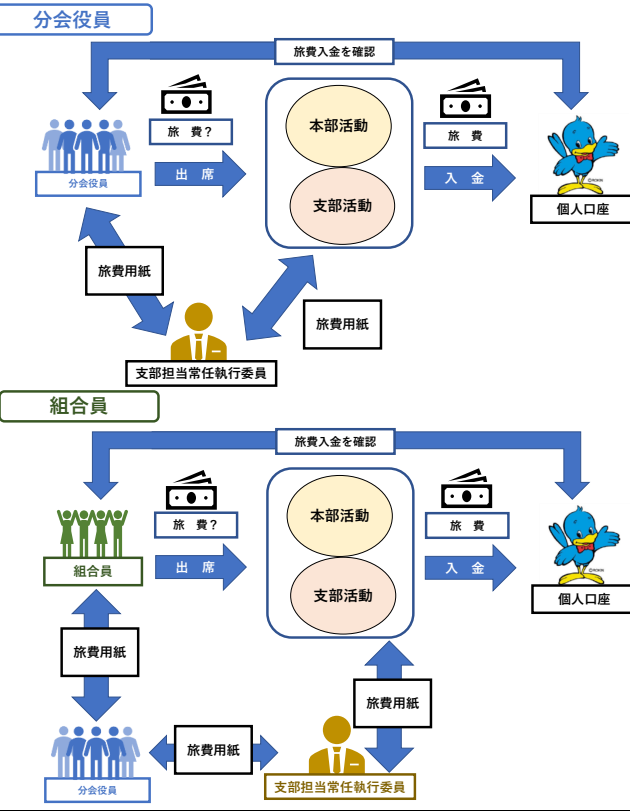 分会役員
旅費入金を確認
旅　費？
旅　費
本部活動
出　席
入　金
分会役員
支部活動
個人口座
旅費用紙
旅費用紙
支部担当常任執行委員
組合員
旅費入金を確認
旅　費？
旅　費
本部活動
出　席
入　金
組合員
支部活動
個人口座
旅費用紙
旅費用紙
旅費用紙
分会役員
支部担当常任執行委員